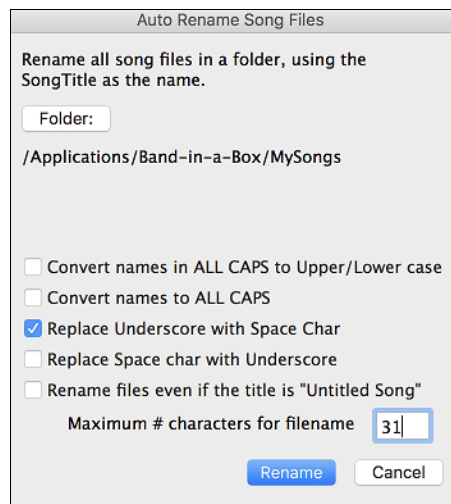 Auto Rename Song Files
Rename all song files in a folder, using the
SongTitle as the name.
Folder:
/Applications/Band-in-a-Box/MySongs
Convert names in ALL CAPS to Upper/Lower case
Convert names to ALL CAPS
Replace Underscore with Space Char
Replace Space char with Underscore
Rename files even if the title is "Untitled Song"
Maximum # characters for filename 31
Rename Cancel